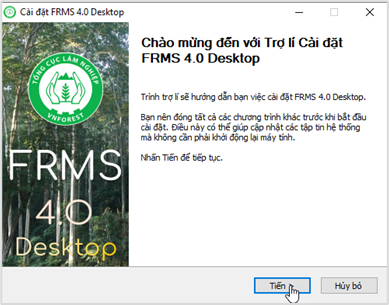 Cài đặt FRMS 4.0 Desktop
TỔNG CỤC LÂM NGHIỆP
VNFOREST
FRMS
4.0
Desktop
Chào mừng đến với Trợ lí Cài đặt
FRMS 4.0 Desktop
Trình trợ lí sẽ hướng dẫn bạn việc cài đặt FRMS 4.0 Desktop.
Bạn nên đóng tất cả các chương trình khác trước khi bắt đầu
cài đặt. Điều này có thể giúp cập nhật các tập tin hệ thống
mà không cần phải khởi động lại máy tính.
Nhấn Tiến để tiếp tục.
Tiến >
Hủy bỏ